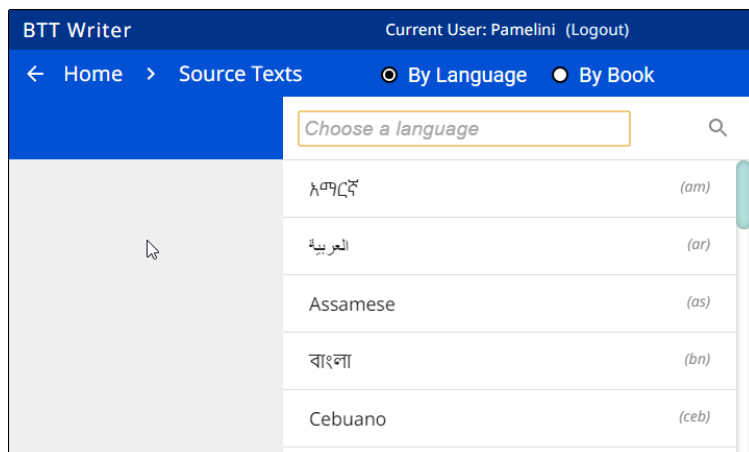 BTT Writer Current User: Pamelini (Logout)
← Home > Source Texts By Language By Book
Choose a language
አማርኛ (am)
العربية (ar)
Assamese (as)
বাংলা (bn)
Cebuano (ceb)